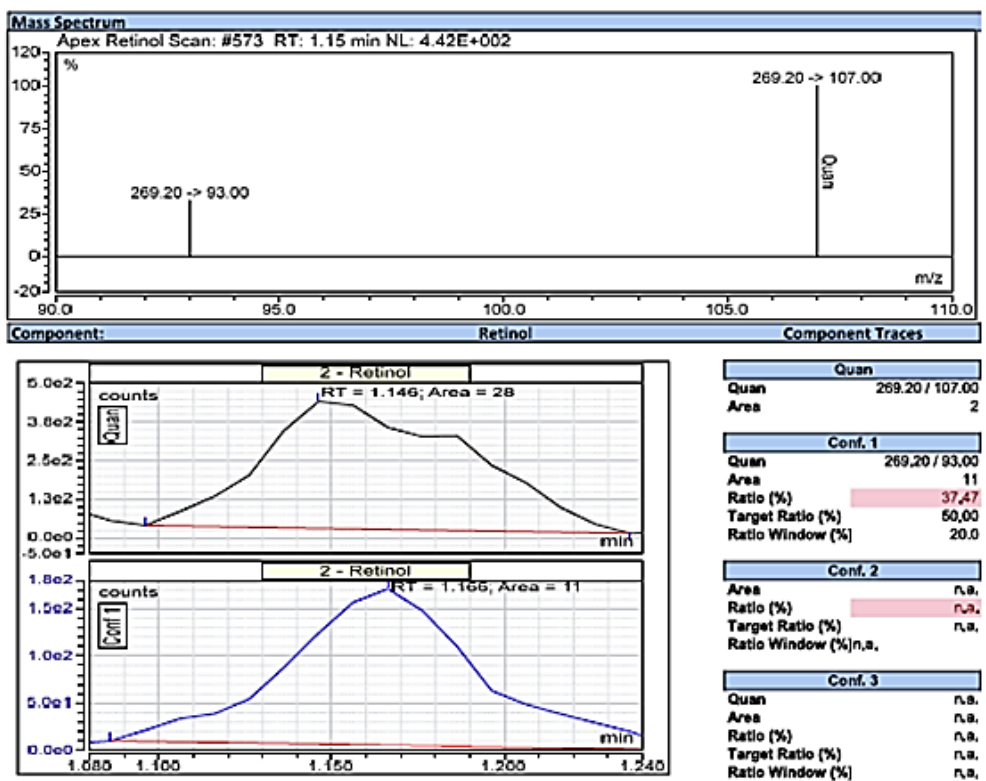 Mass Spectrum
Apex Retinol Scan: #573 RT: 1.15 min NL: 4.42E+002
120
%
100
269.20 -> 107.00
75
50
Quan
269.20 -> 93.00
25
0
-20
m/z
90.0 95.0 100.0 105.0 110.0
Component: Retinol Component Traces
2 - Retinol
5.0e2
counts
RT = 1.146; Area = 28
Quan
3.8e2
2.5e2
1.3e2
0.0e0
min
-5.0e1
2 - Retinol
1.8e2
counts
RT = 1.166; Area = 11
1.5e2
Conf 1
1.0e2
5.0e1
min
0.0e0
1.080 1.100 1.150 1.200 1.240
Quan
Quan 269.20 / 107.00
Area 2
Conf. 1
Quan 269,20 / 93,00
Area 11
Ratio (%) 37,47
Target Ratio (%) 50,00
Ratio Window (%) 20.0
Conf. 2
Area n.a.
Ratio (%) n.a.
Target Ratio (%) n.a.
Ratio Window (%)n.a.
Conf. 3
Quan n.a.
Area n.a.
Ratio (%) n.a.
Target Ratio (%) n.a.
Ratio Window (%) n.a.